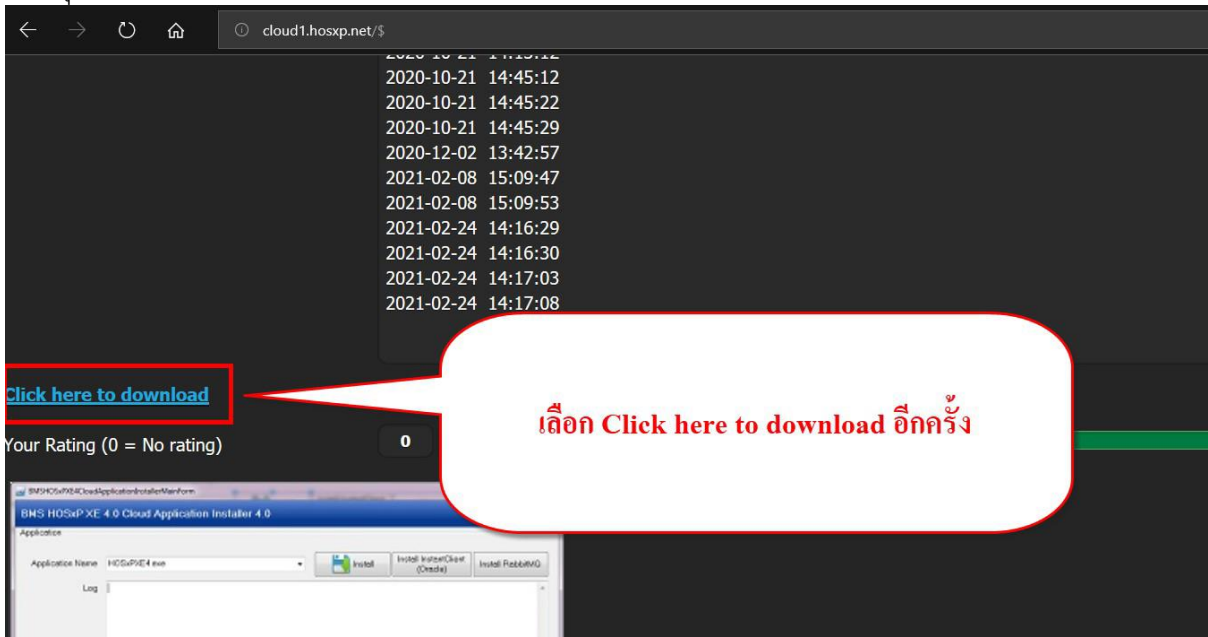 cloud1.hosxp.net/$
2020-10-21 14:45:12
2020-10-21 14:45:22
2020-10-21 14:45:29
2020-12-02 13:42:57
2021-02-08 15:09:47
2021-02-08 15:09:53
2021-02-24 14:16:29
2021-02-24 14:16:30
2021-02-24 14:17:03
2021-02-24 14:17:08
Click here to download
เลือก Click here to download อีกครั้ง
Your Rating (0 = No rating)
0
BMSHOSxPXE4CloudApplicationInstallerMainForm
BMS HOSxP XE 4.0 Cloud Application Installer 4.0
Application
Application Name HOSxPXE4.exe
Install
Install InstantClient
(Oracle)
Install RabbitMQ
Log